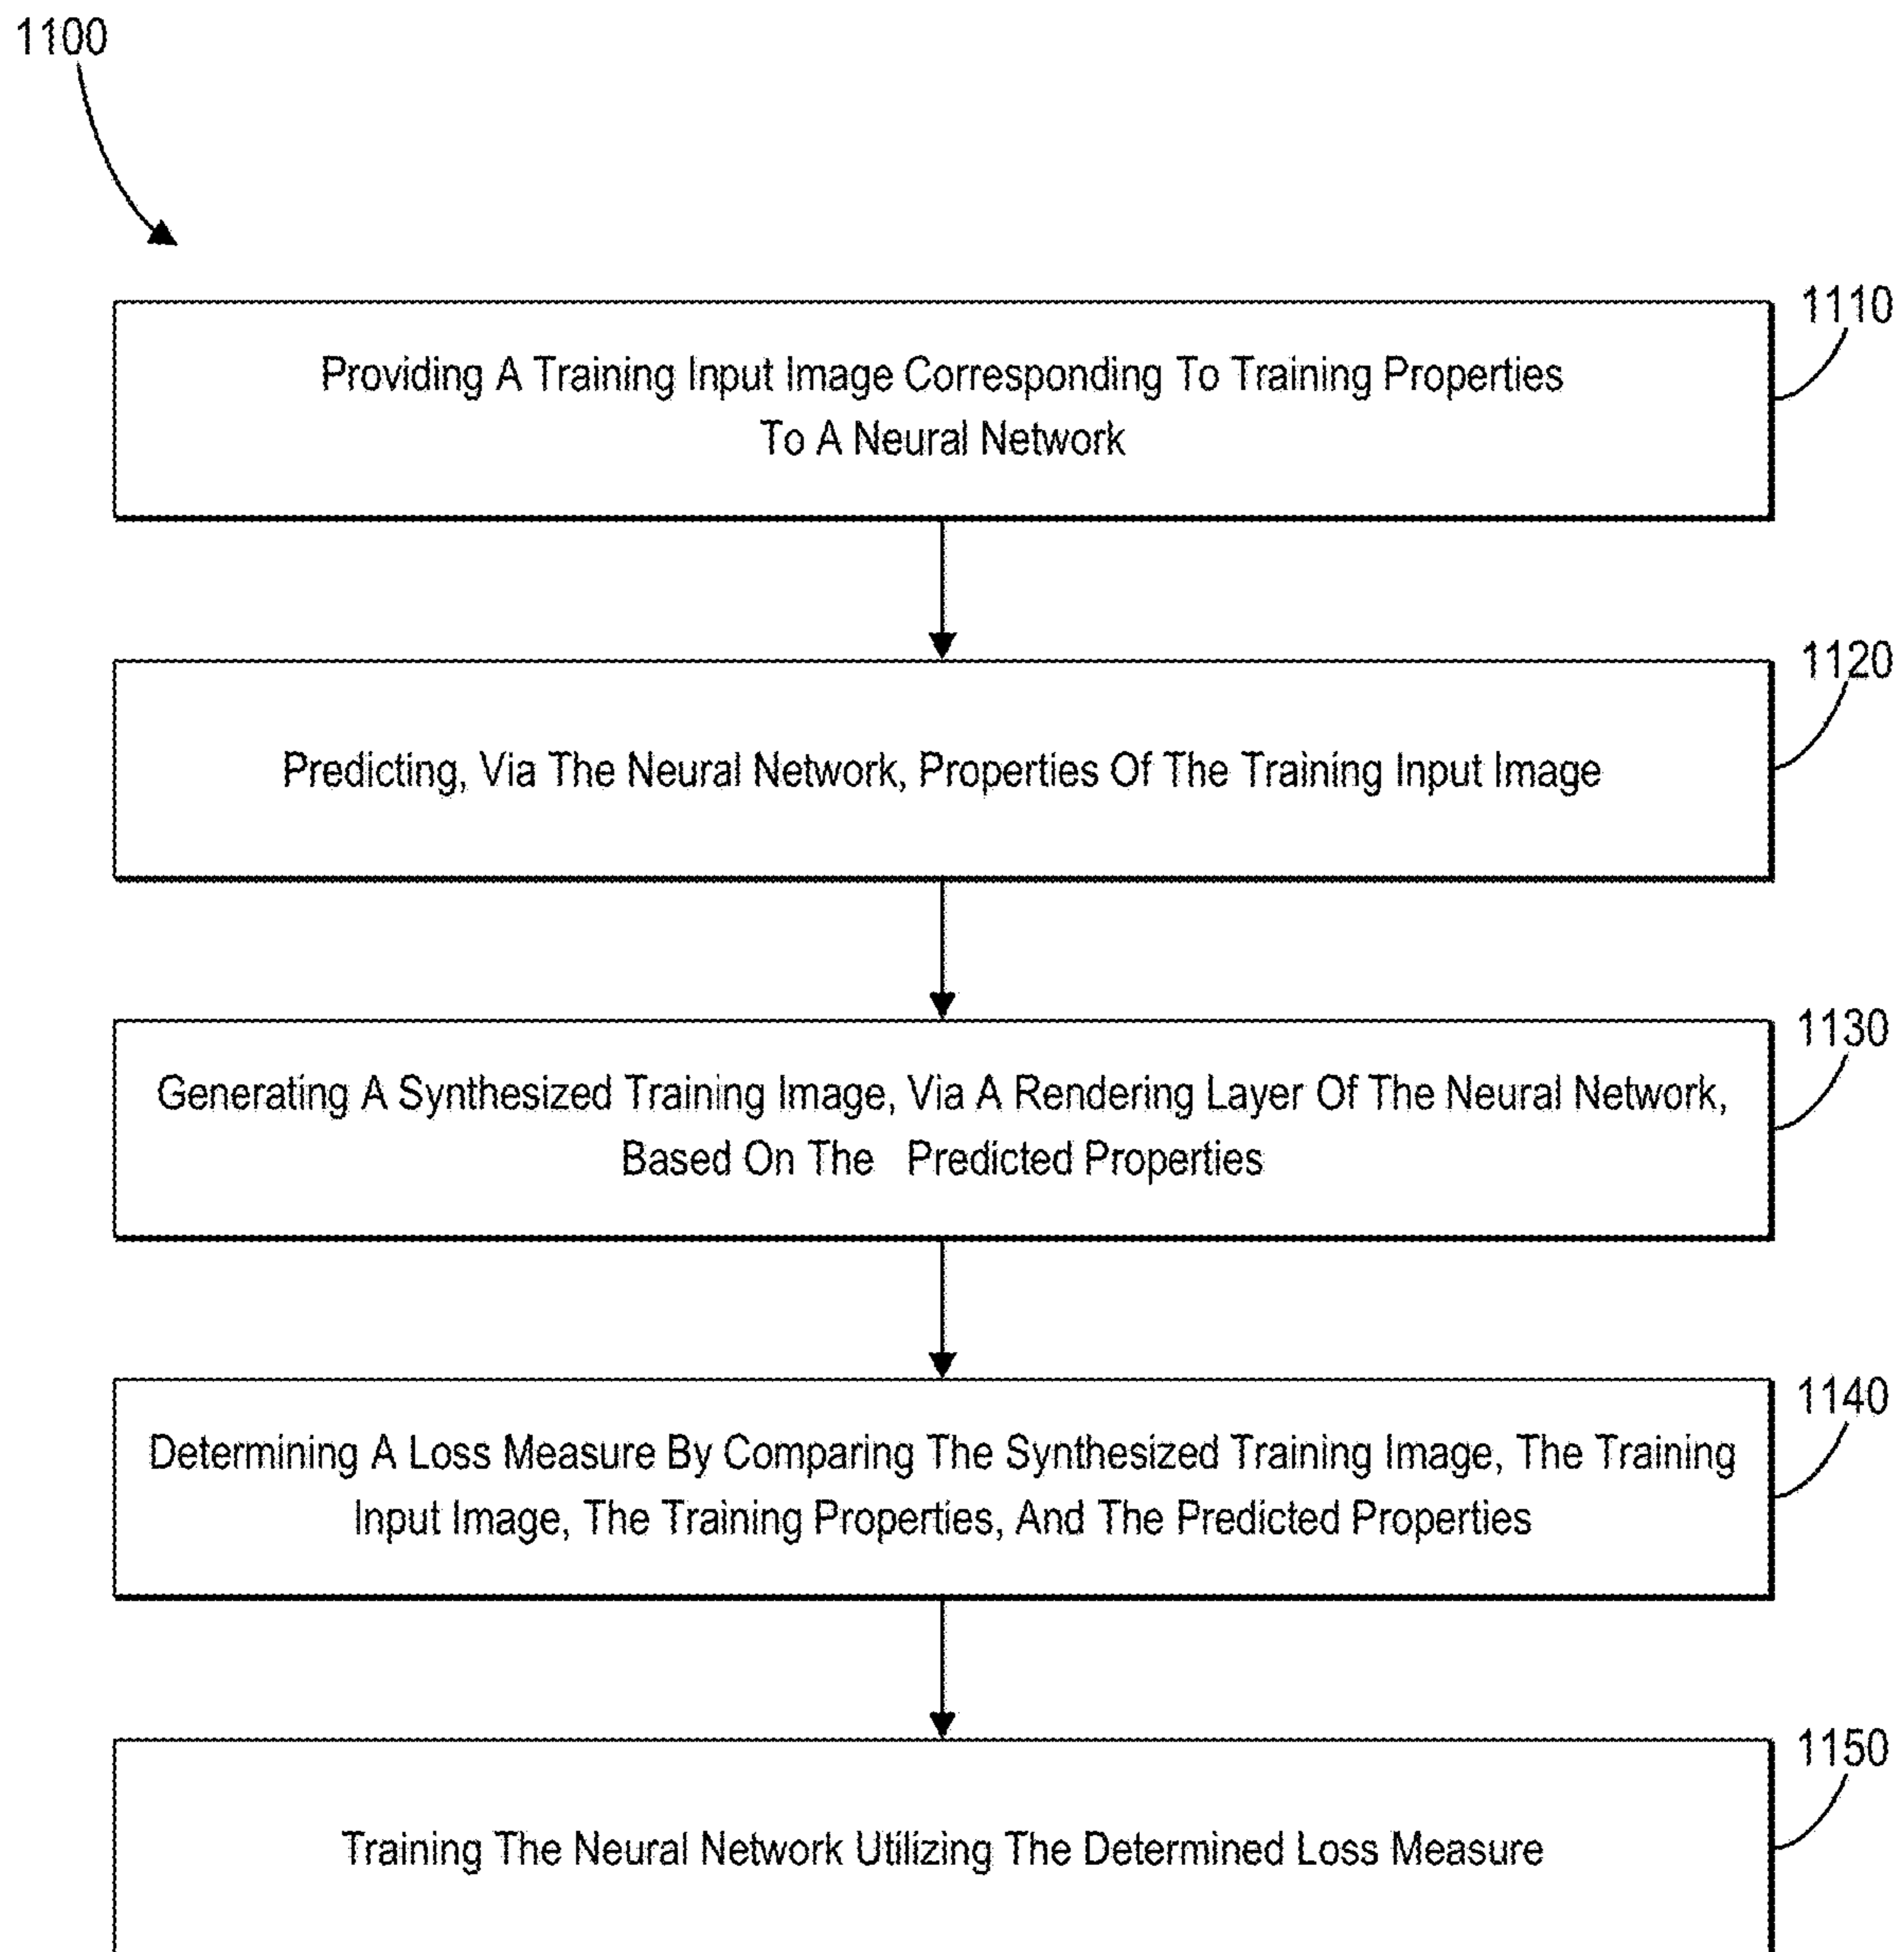 1100
1110
Providing A Training Input Image Corresponding To Training Properties
To A Neural Network
1120
Predicting, Via The Neural Network, Properties Of The Training Input Image
1130
Generating A Synthesized Training Image, Via A Rendering Layer Of The Neural Network,
Based On The Predicted Properties
1140
Determining A Loss Measure By Comparing The Synthesized Training Image, The Training
Input Image, The Training Properties, And The Predicted Properties
1150
Training The Neural Network Utilizing The Determined Loss Measure